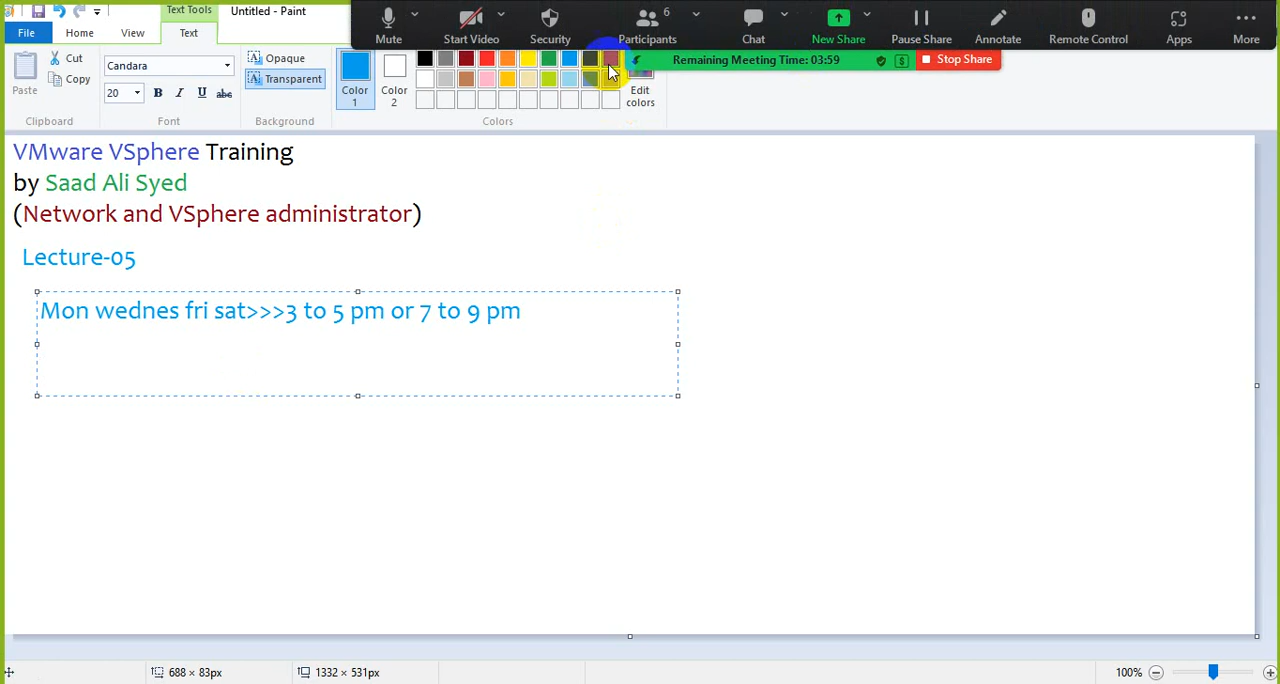 Text Tools
Untitled - Paint
File
Home
View
Text
Mute
Start Video
Security
6
Participants
Chat
New Share
Pause Share
Annotate
Remote Control
Apps
More
Remaining Meeting Time: 03:59
$
Stop Share
Paste
Cut
Copy
Clipboard
Candara
20
B I U abc
Font
Opaque
Transparent
Background
Color 1
Color 2
Colors
Edit colors
VMware VSphere Training
by Saad Ali Syed
(Network and VSphere administrator)
Lecture-05
Mon wednes fri sat>>>3 to 5 pm or 7 to 9 pm
688 × 83px
1332 × 531px
100%